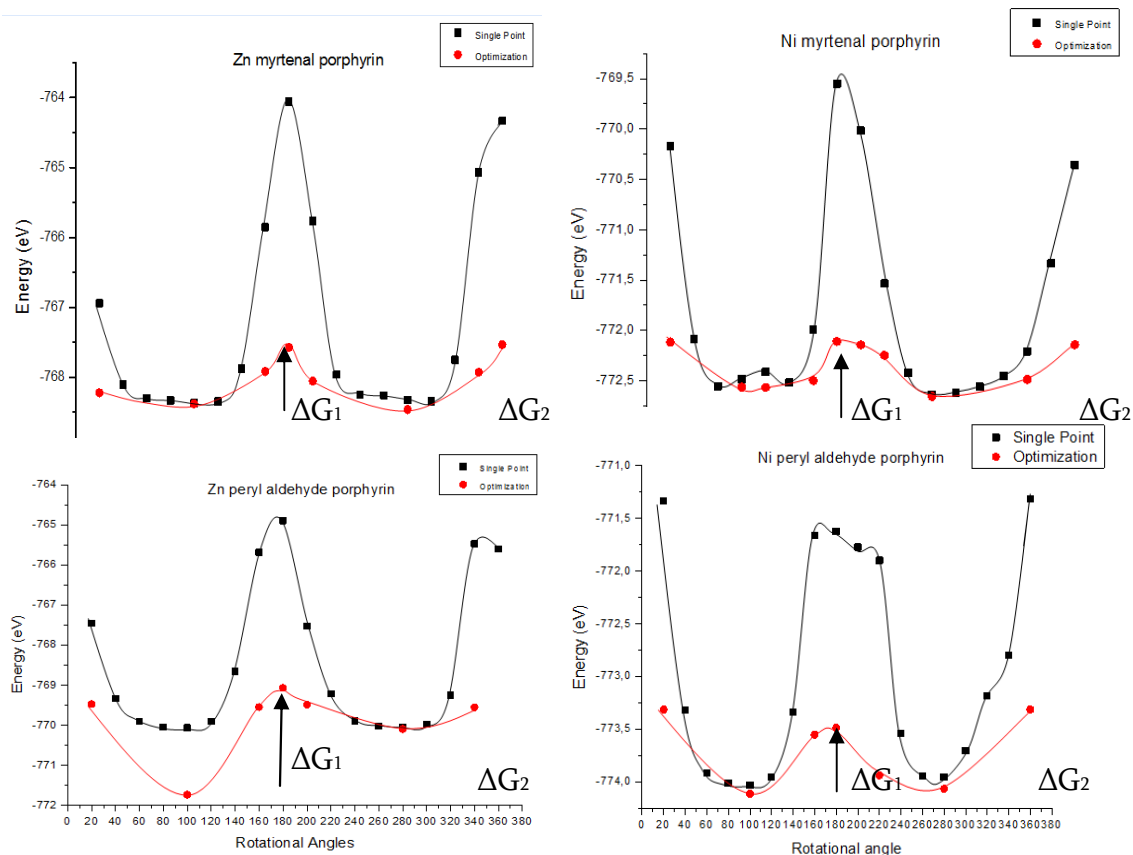 Zn myrtenal porphyrin
Single Point
Optimization
-764
-765
-766
-767
-768
Energy (eV)
ΔG1
ΔG2
Ni myrtenal porphyrin
Single Point
Optimization
-769,5
-770,0
-770,5
-771,0
-771,5
-772,0
-772,5
Energy (eV)
ΔG1
ΔG2
Zn peryl aldehyde porphyrin
Single Point
Optimization
-764
-765
-766
-767
-768
-769
-770
-771
-772
Energy (eV)
ΔG1
ΔG2
0 20 40 60 80 100 120 140 160 180 200 220 240 260 280 300 320 340 360 380
Rotational Angles
Ni peryl aldehyde porphyrin
Single Point
Optimization
-771,0
-771,5
-772,0
-772,5
-773,0
-773,5
-774,0
Energy (eV)
ΔG1
ΔG2
0 20 40 60 80 100 120 140 160 180 200 220 240 260 280 300 320 340 360 380
Rotational angle